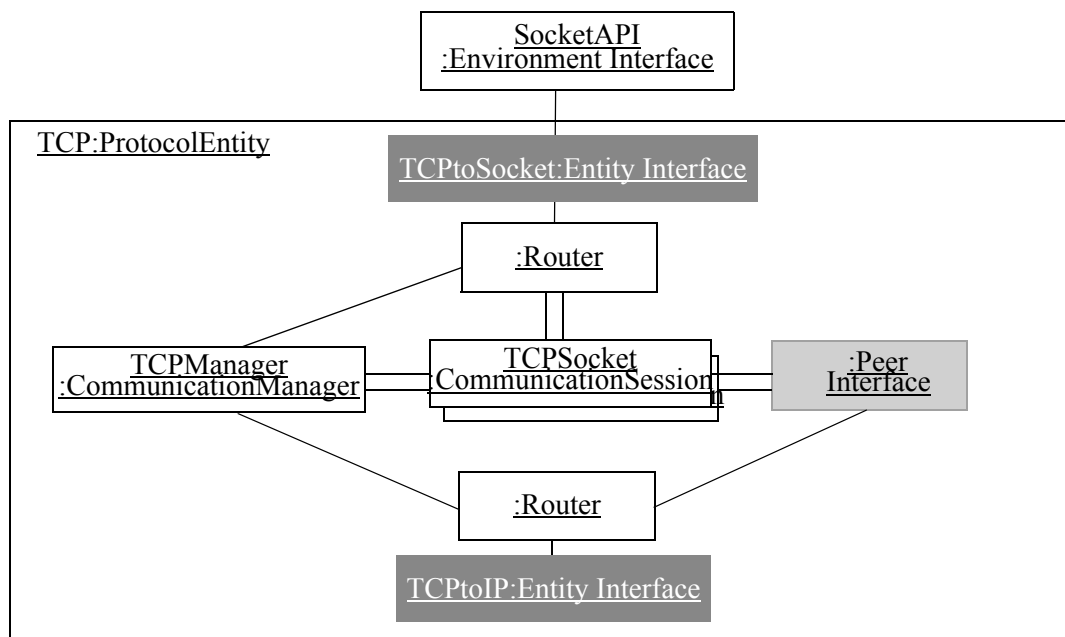 SocketAPI
:Environment Interface
TCP:ProtocolEntity
TCPtoSocket:Entity Interface
:Router
TCPManager
:CommunicationManager
TCPSocket
:CommunicationSession
n
:Peer
Interface
:Router
TCPtoIP:Entity Interface